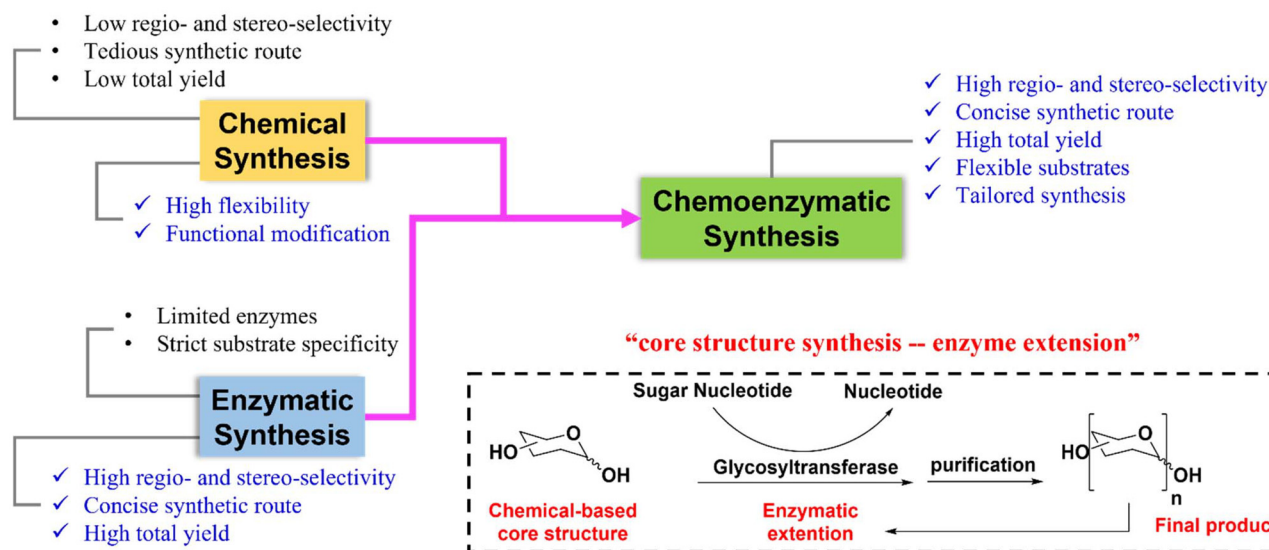 • Low regio- and stereo-selectivity
• Tedious synthetic route
• Low total yield
Chemical
Synthesis
✓ High flexibility
✓ Functional modification
• Limited enzymes
• Strict substrate specificity
Enzymatic
Synthesis
✓ High regio- and stereo-selectivity
✓ Concise synthetic route
✓ High total yield
Chemoenzymatic
Synthesis
✓ High regio- and stereo-selectivity
✓ Concise synthetic route
✓ High total yield
✓ Flexible substrates
✓ Tailored synthesis
“core structure synthesis -- enzyme extension”
Sugar Nucleotide
Nucleotide
HO
O
OH
Glycosyltransferase
purification
HO
O
OH
n
Chemical-based
core structure
Enzymatic
extention
Final produc